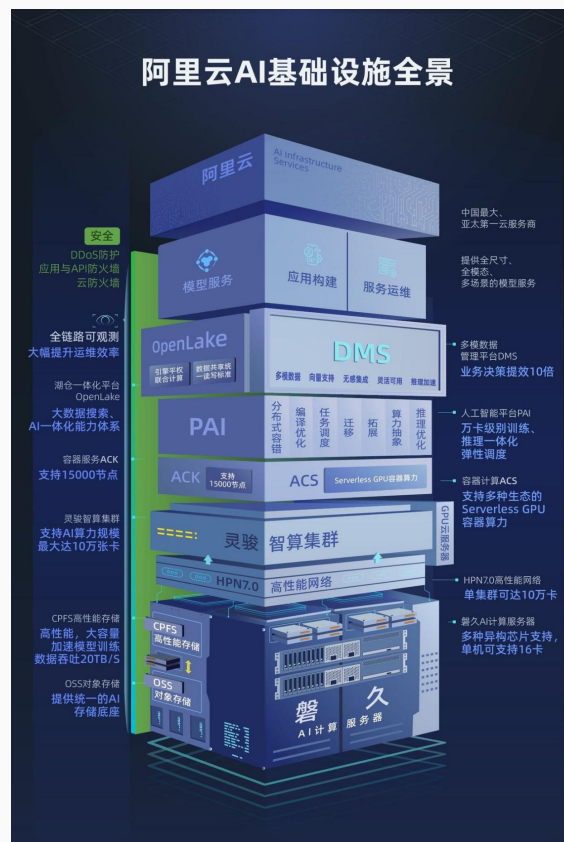 阿里云AI基础设施全景
阿里云
AI Infrastructure
Services
中国最大、
亚太第一云服务商
安全
DDoS防护
应用与API防火墙
云防火墙
模型服务
应用构建
服务运维
提供全尺寸、
全模态、
多场景的模型服务
全链路可观测
大幅提升运维效率
OpenLake
引擎平权
联合计算
数据共享统
一读写标准
DMS
多模数据
向量支持
无感集成
灵活可用
推理加速
多模数据
管理平台DMS
业务决策提效10倍
湖仓一体化平台
OpenLake
大数据搜索、
AI一体化能力体系
PAI
分布式容错
编译优化
任务调度
迁移
拓展
算力抽象
推理优化
人工智能平台PAI
万卡级别训练、
推理一体化
弹性调度
容器服务ACK
支持15000节点
ACK
支持
15000节点
ACS
Serverless GPU容器算力
容器计算ACS
支持多种生态的
Serverless GPU
容器算力
灵骏智算集群
支持AI算力规模
最大达10万张卡
灵骏 智算集群
GPU云服务器
HPN7.0
高性能网络
HPN7.0高性能网络
单集群可达10万卡
CPFS高性能存储
高性能，大容量
加速模型训练
数据吞吐20TB/S
CPFS
高性能存储
OSS对象存储
提供统一的AI
存储底座
OSS
对象存储
磐久
AI计算服务器
磐久AI计算服务器
多种异构芯片支持，
单机可支持16卡